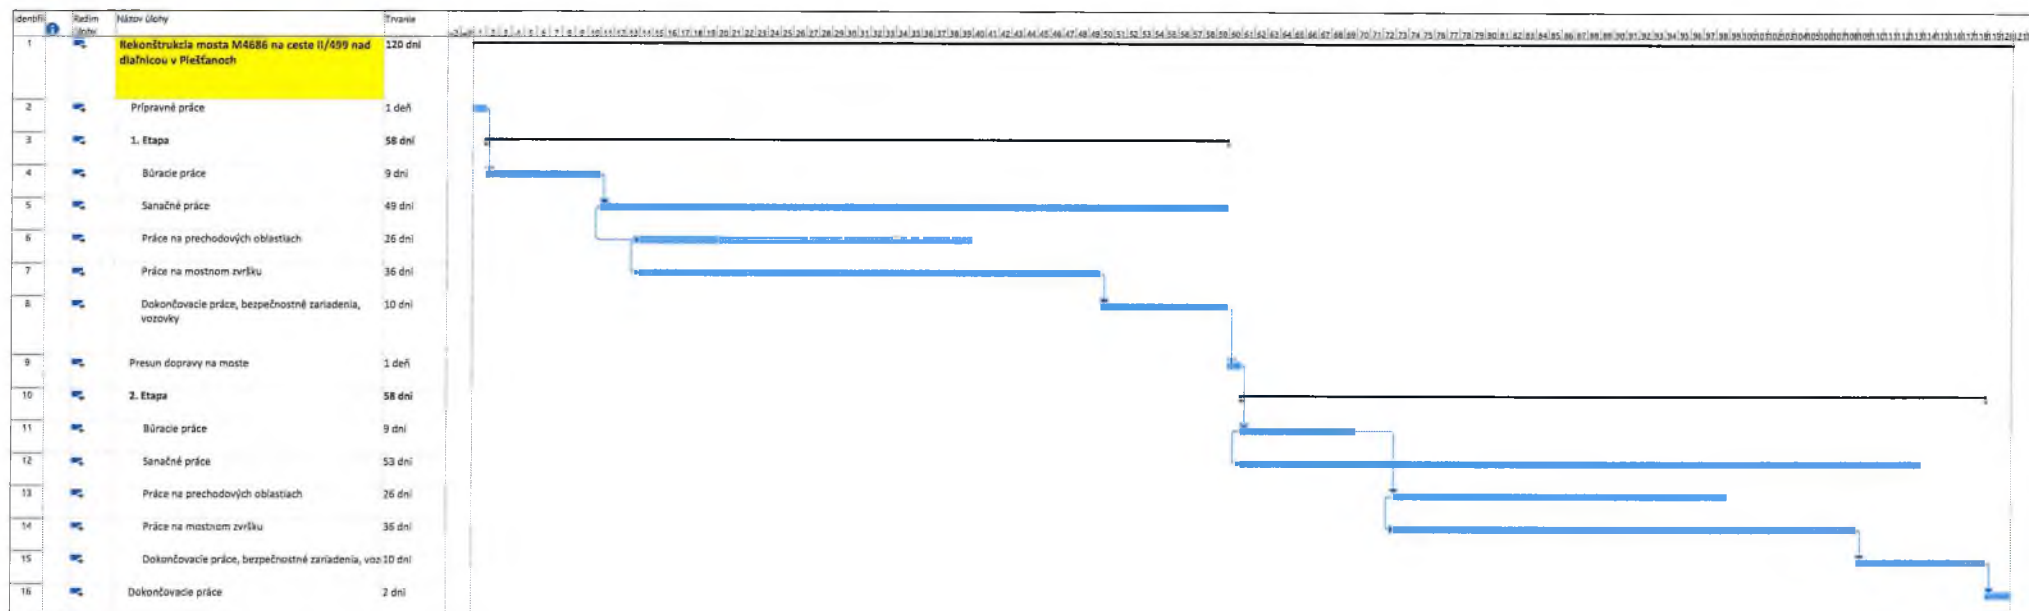 Identifi Režim úlohy Názov úlohy Trvanie
1 Rekonštrukcia mosta M4686 na ceste II/499 nad 120 dní
diaľnicou v Piešťanoch
2 Prípravné práce 1 deň
3 1. Etapa 58 dní
4 Búracie práce 9 dní
5 Sanačné práce 49 dní
6 Práce na prechodových oblastiach 26 dní
7 Práce na mostnom zvršku 36 dní
8 Dokončovacie práce, bezpečnostné zariadenia, 10 dní
vozovky
9 Presun dopravy na moste 1 deň
10 2. Etapa 58 dní
11 Búracie práce 9 dní
12 Sanačné práce 53 dní
13 Práce na prechodových oblastiach 26 dní
14 Práce na mostnom zvršku 36 dní
15 Dokončovacie práce, bezpečnostné zariadenia, voz 10 dní
16 Dokončovacie práce 2 dni